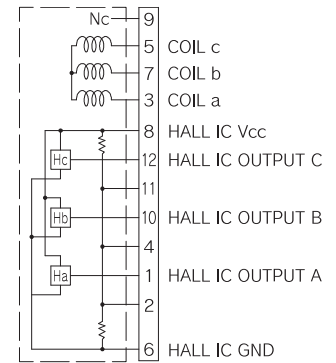 Nc 9
5 COIL c
7 COIL b
3 COIL a
8 HALL IC Vcc
Hc 12 HALL IC OUTPUT C
11
Hb 10 HALL IC OUTPUT B
4
Ha 1 HALL IC OUTPUT A
2
6 HALL IC GND